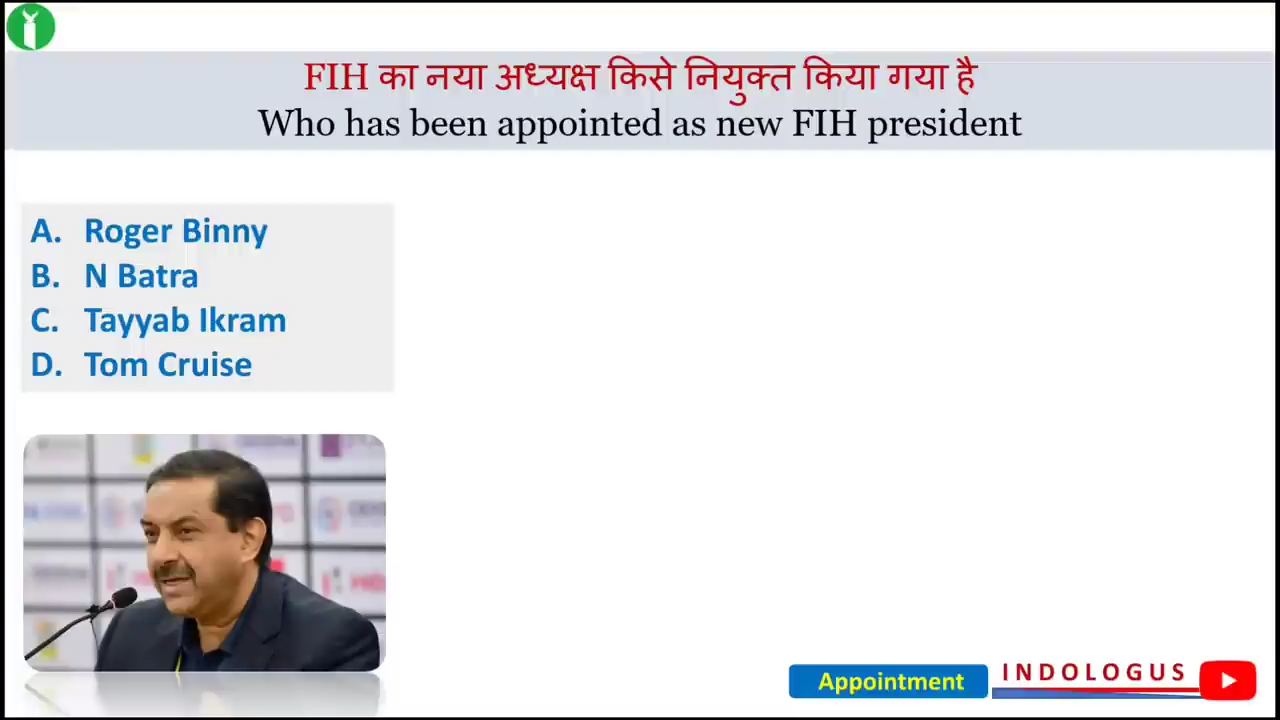 FIH का नया अध्यक्ष किसे नियुक्त किया गया है
Who has been appointed as new FIH president
A. Roger Binny
B. N Batra
C. Tayyab Ikram
D. Tom Cruise
Appointment
INDOLOGUS